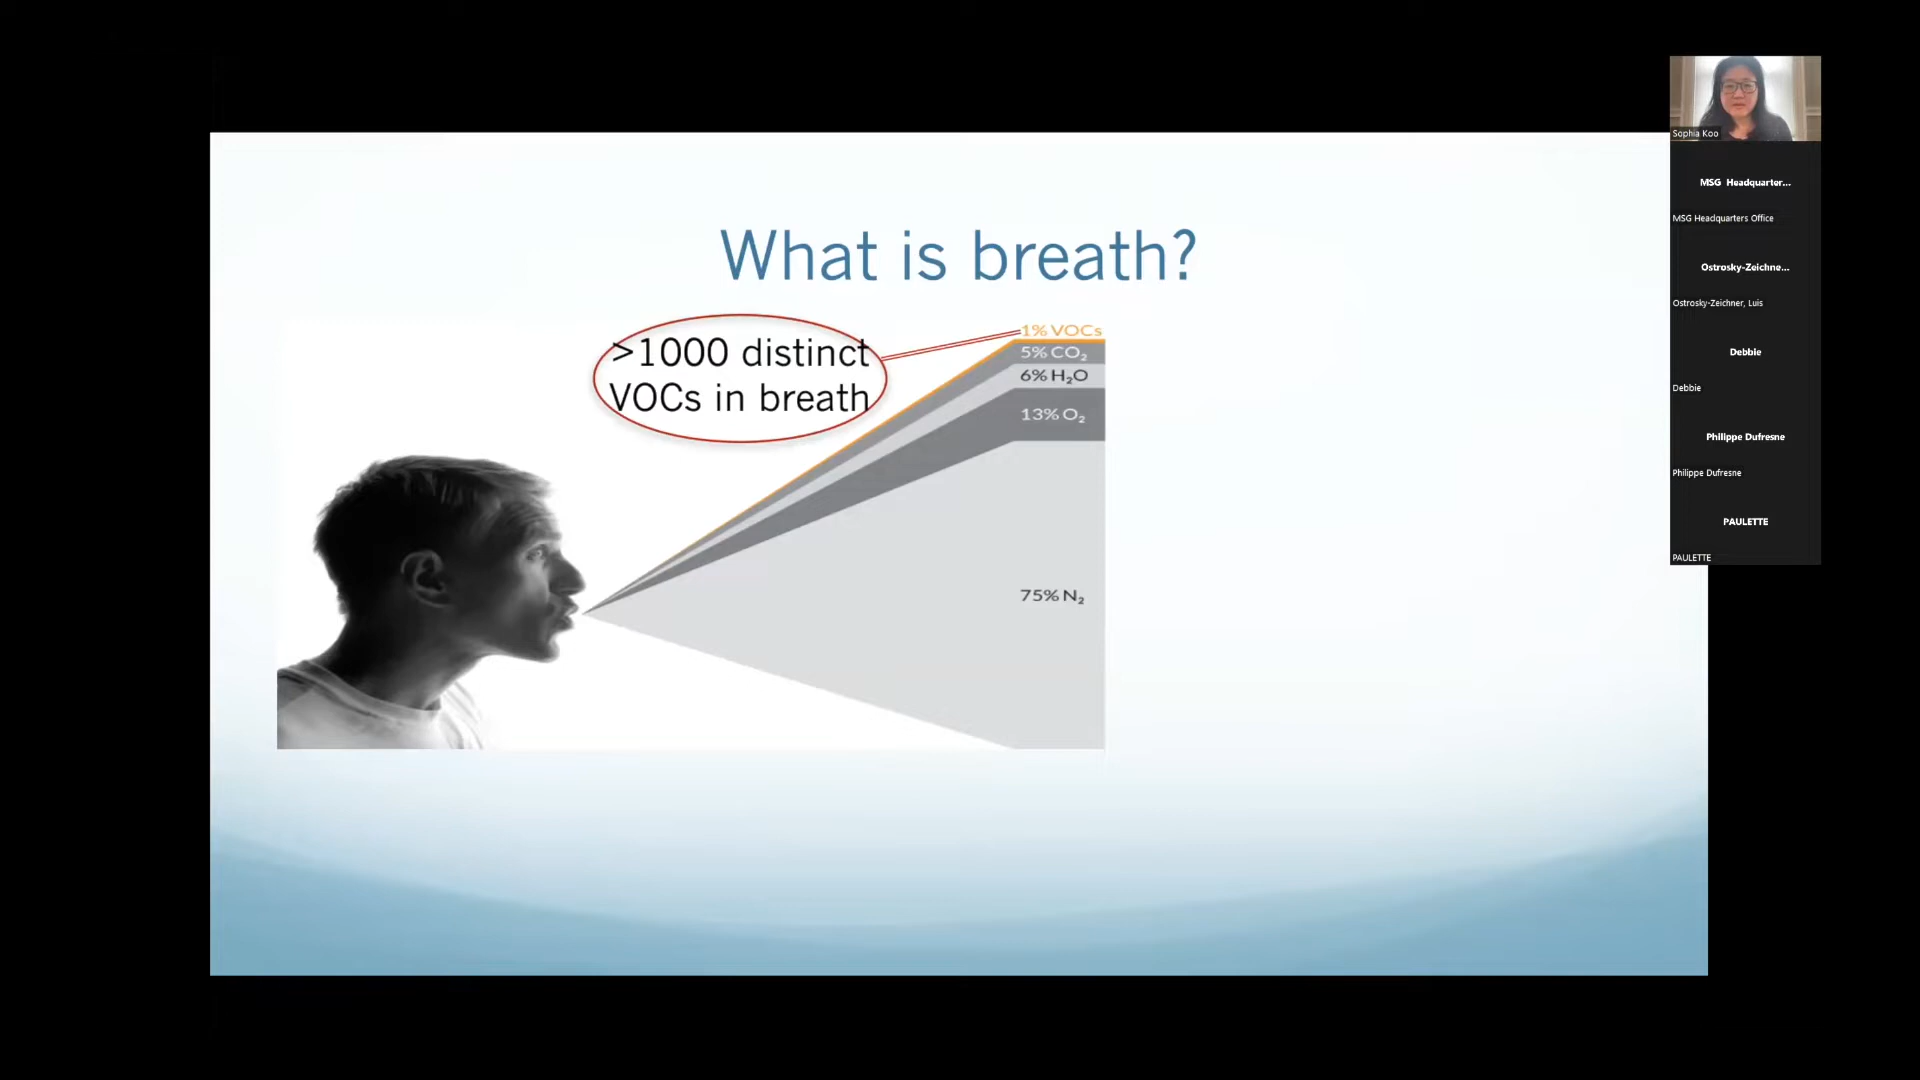 What is breath?
>1000 distinct
VOCs in breath
1% VOCs
5% CO₂
6% H₂O
13% O₂
75% N₂
Sophia Koo
MSG Headquarter...
MSG Headquarters Office
Ostrosky-Zeichne...
Ostrosky-Zeichner, Luis
Debbie
Debbie
Philippe Dufresne
Philippe Dufresne
PAULETTE
PAULETTE